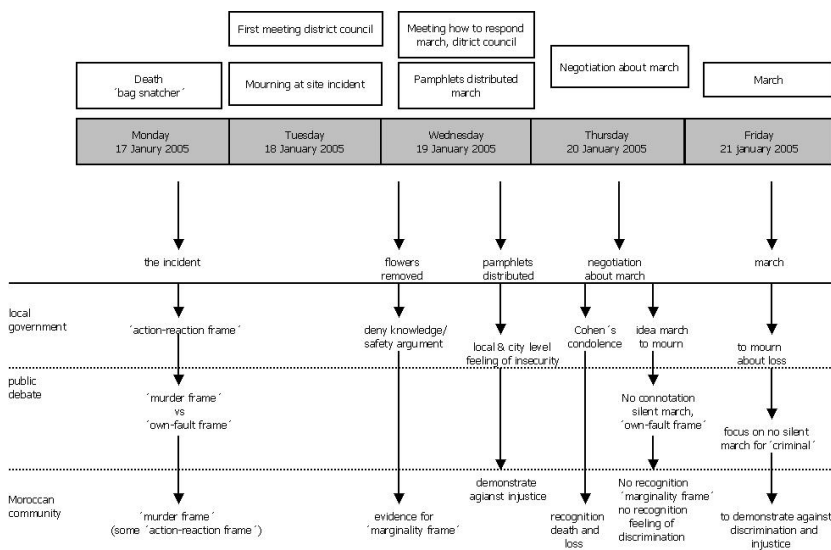 First meeting district council
Meeting how to respond
march, ditrict council
Negotiation about march
Death
´bag snatcher´
Mourning at site incident
Pamphlets distributed
march
March
Monday
17 Janury 2005
Tuesday
18 January 2005
Wednesday
19 January 2005
Thursday
20 January 2005
Friday
21 january 2005
the incident
flowers
removed
pamphlets
distributed
negotiation
about march
march
local
government
´action-reaction frame´
deny knowledge/
safety argument
local & city level
feeling of insecurity
Cohen´s
condolence
idea march
to mourn
to mourn
about loss
public
debate
´murder frame´
vs
´own-fault frame´
No connotation
silent march,
´own-fault frame´
focus on no silent
march for ´criminal´
Moroccan
community
´murder frame´
(some ´action-reaction frame´)
evidence for
´marginality frame´
demonstrate
agianst injustice
recognition
death and
loss
No recognition
´marginality frame´
no recognition
feeling of
discrimination
to demonstrate against
discrimination and
injustice